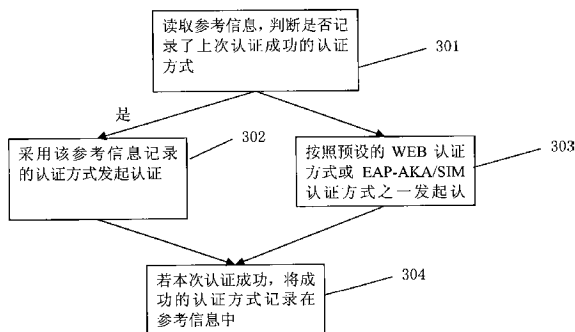 读取参考信息,判断是否记
录了上次认证成功的认证
方式
301
是
302
采用该参考信息记录
的认证方式发起认证
303
按照预设的 WEB 认证
方式或 EAP-AKA/SIM
认证方式之一发起认
304
若本次认证成功,将成
功的认证方式记录在
参考信息中